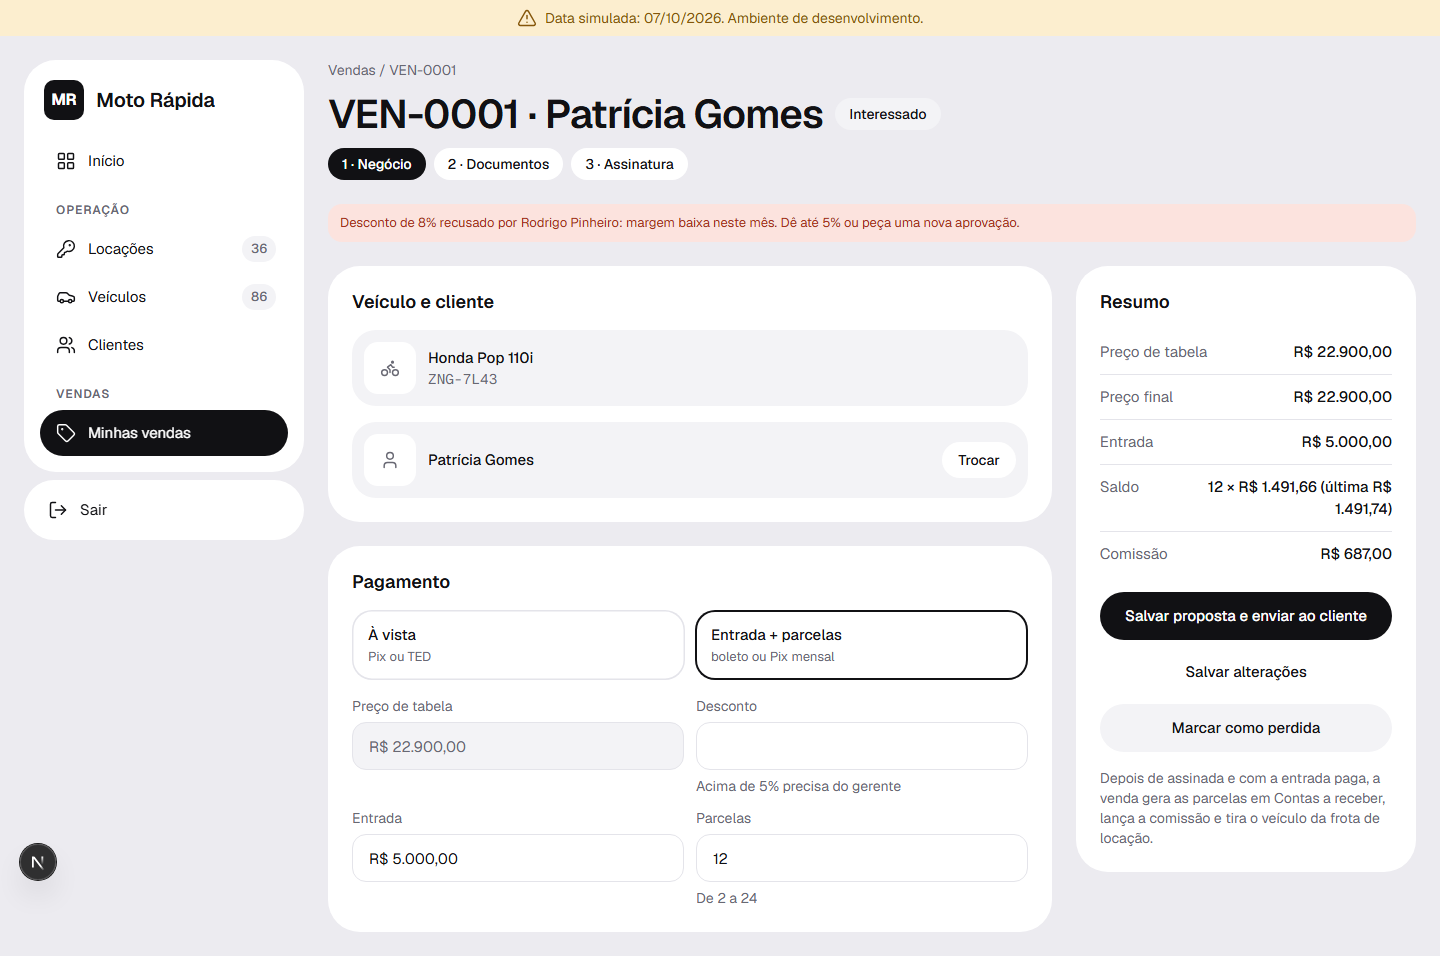 Data simulada: 07/10/2026. Ambiente de desenvolvimento.
MR
Moto Rápida
Início
OPERAÇÃO
Locações
36
Veículos
86
Clientes
VENDAS
Minhas vendas
Sair
N
Vendas / VEN-0001
VEN-0001 · Patrícia Gomes
Interessado
1 · Negócio
2 · Documentos
3 · Assinatura
Desconto de 8% recusado por Rodrigo Pinheiro: margem baixa neste mês. Dê até 5% ou peça uma nova aprovação.
Veículo e cliente
Honda Pop 110i
ZNG-7L43
Patrícia Gomes
Trocar
Pagamento
À vista
Pix ou TED
Entrada + parcelas
boleto ou Pix mensal
Preço de tabela
R$ 22.900,00
Desconto
Acima de 5% precisa do gerente
Entrada
R$ 5.000,00
Parcelas
12
De 2 a 24
Resumo
Preço de tabela
R$ 22.900,00
Preço final
R$ 22.900,00
Entrada
R$ 5.000,00
Saldo
12 × R$ 1.491,66 (última R$
1.491,74)
Comissão
R$ 687,00
Salvar proposta e enviar ao cliente
Salvar alterações
Marcar como perdida
Depois de assinada e com a entrada paga, a
venda gera as parcelas em Contas a receber,
lança a comissão e tira o veículo da frota de
locação.